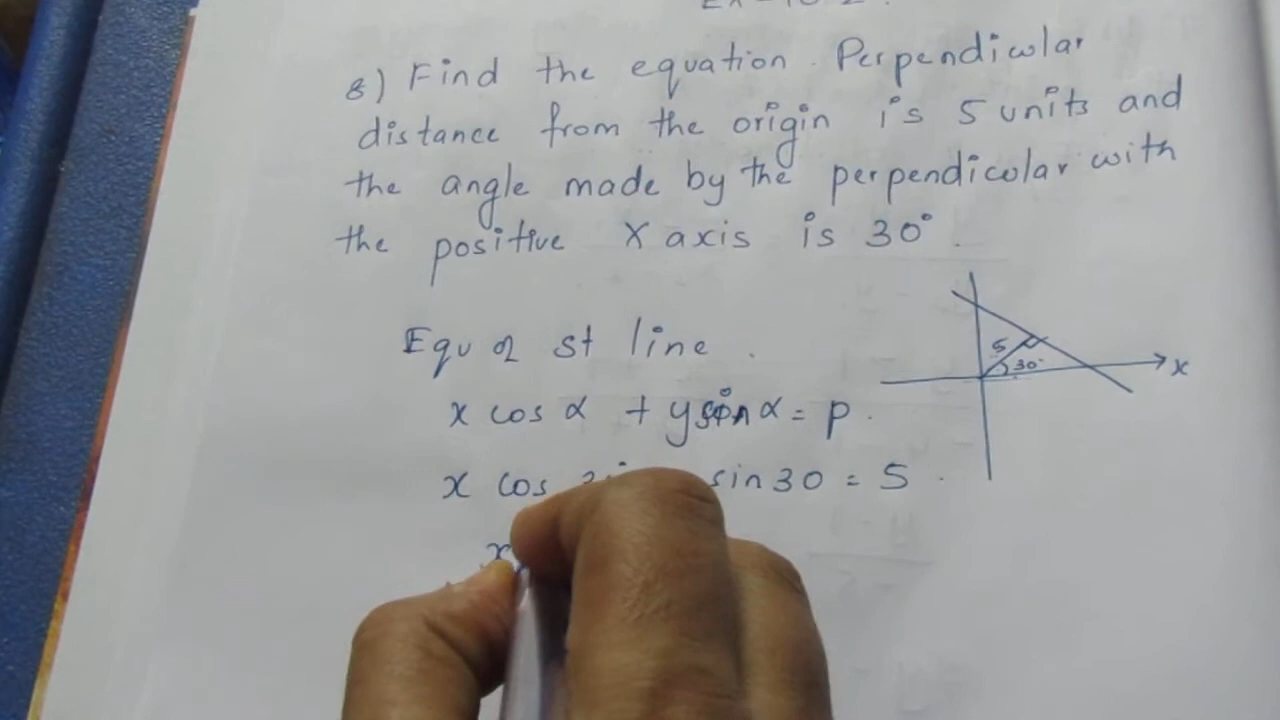 8) Find the equation. Perpendicular
distance from the origin is 5 units and
the angle made by the perpendicular with
the positive X axis is 30°.
Equ of st line.
x cos α + y sin α = p.
x cos sin 30 = 5.
x
5
30°
x